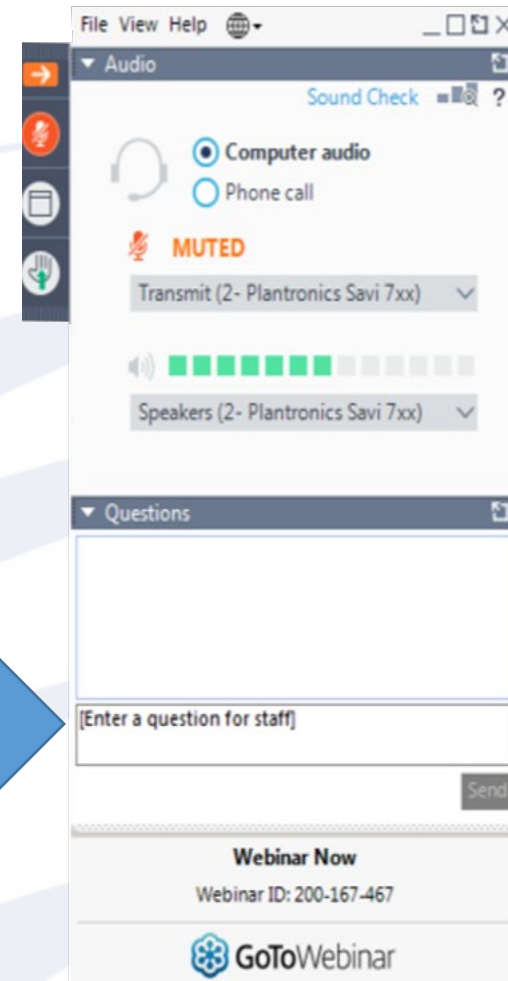 File View Help
Audio
Sound Check ?
Computer audio
Phone call
MUTED
Transmit (2- Plantronics Savi 7xx)
Speakers (2- Plantronics Savi 7xx)
Questions
[Enter a question for staff]
Send
Webinar Now
Webinar ID: 200-167-467
GoToWebinar